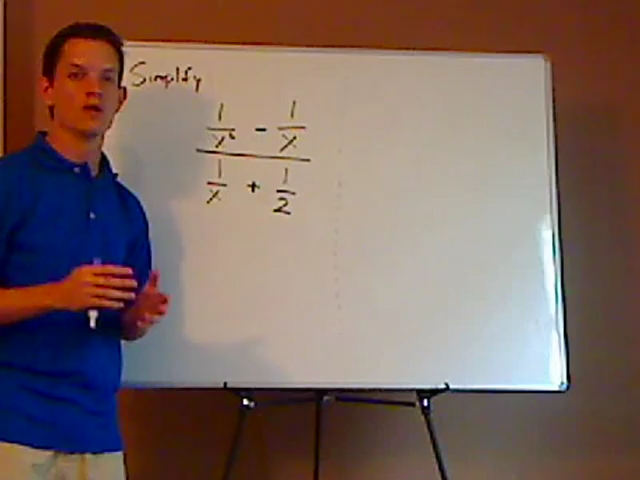 Simplify
1/x² - 1/x
1/x + 1/2